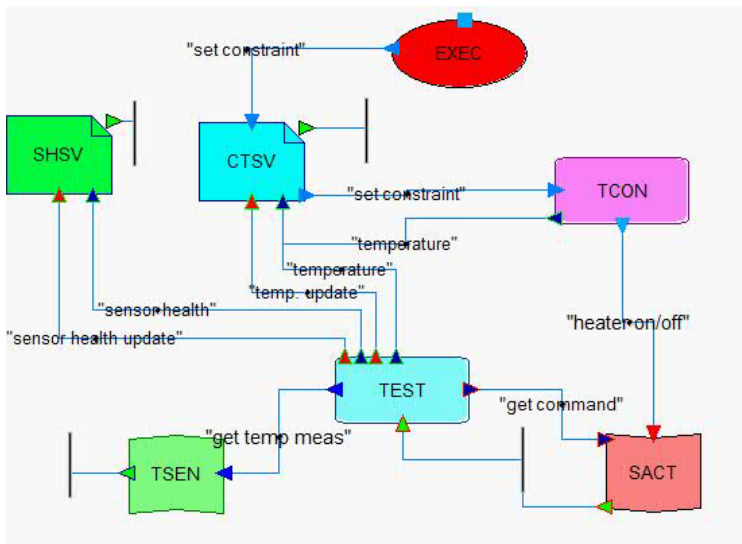 "set constraint"
EXEC
SHSV
CTSV
"set constraint"
TCON
"temperature"
"temperature"
"temp. update"
"sensor health"
"sensor health update"
"heater on/off"
TEST
"get command"
"get temp meas"
TSEN
SACT